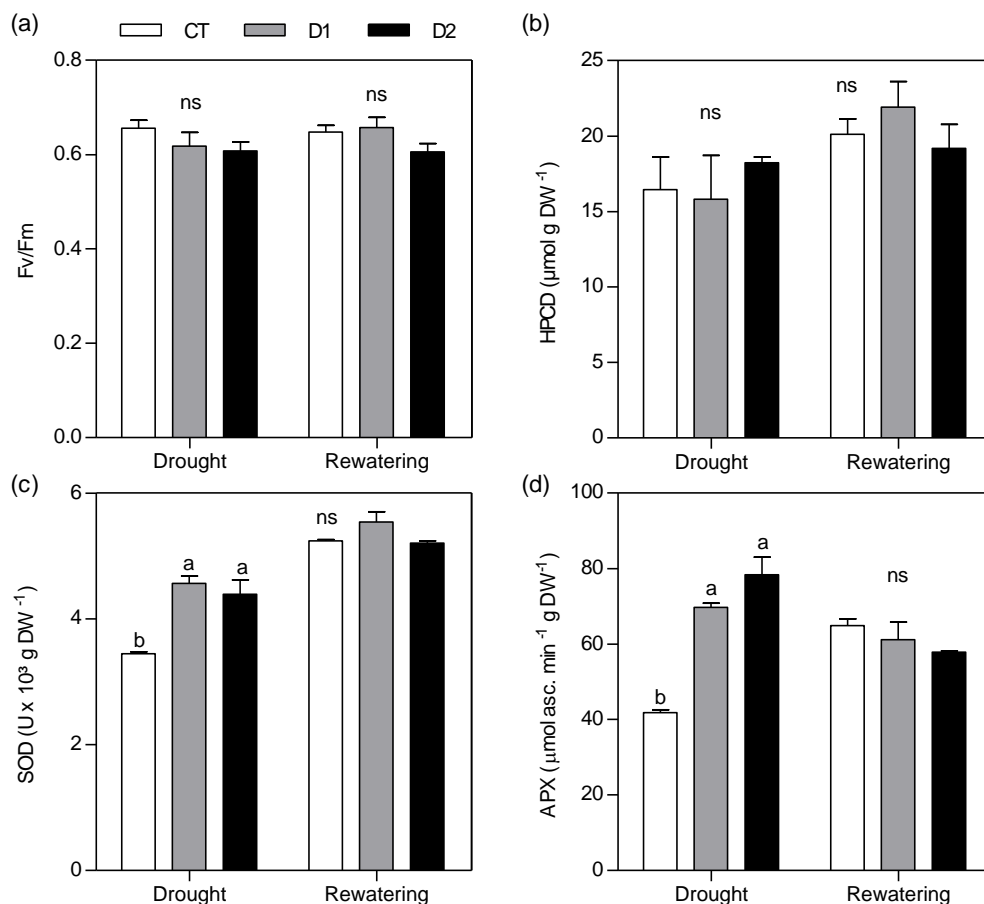 (a)
CT D1 D2
0.8
0.6
0.4
0.2
0.0
Fv/Fm
ns
ns
Drought Rewatering
(b)
25
20
15
10
5
0
HPCD (µmol g DW -1)
ns
ns
Drought Rewatering
(c)
6
4
2
0
SOD (U x 10³ g DW -1)
b
a
a
ns
Drought Rewatering
(d)
100
80
60
40
20
0
APX (µmol asc. min -1 g DW-1)
b
a
a
ns
Drought Rewatering